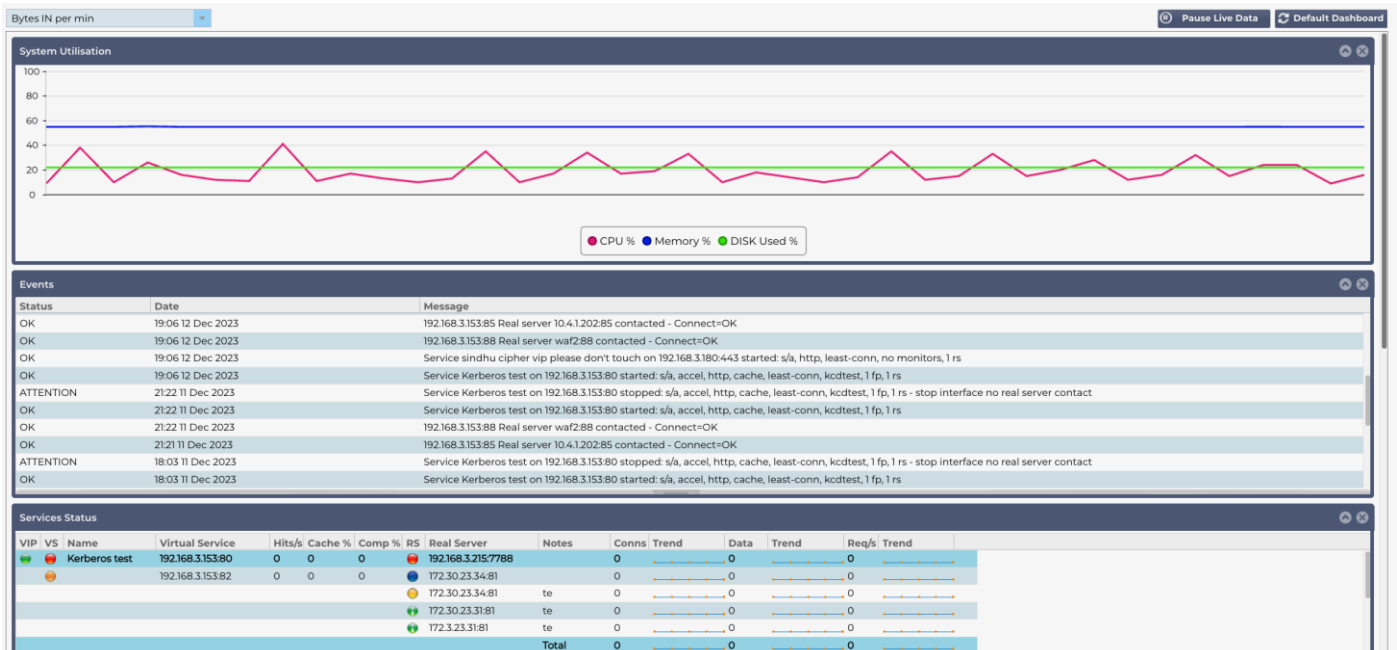 Bytes IN per min
Pause Live Data Default Dashboard
System Utilisation
100
80
60
40
20
0
CPU % Memory % DISK Used %
Events
Status Date Message
OK 19:06 12 Dec 2023 192.168.3.153:85 Real server 10.4.1.202:85 contacted - Connect=OK
OK 19:06 12 Dec 2023 192.168.3.153:88 Real server waf2:88 contacted - Connect=OK
OK 19:06 12 Dec 2023 Service sindhu cipher vip please don't touch on 192.168.3.180:443 started: s/a, http, least-conn, no monitors, 1 rs
OK 19:06 12 Dec 2023 Service Kerberos test on 192.168.3.153:80 started: s/a, accel, http, cache, least-conn, kcdtest, 1 fp, 1 rs
ATTENTION 21:22 11 Dec 2023 Service Kerberos test on 192.168.3.153:80 stopped: s/a, accel, http, cache, least-conn, kcdtest, 1 fp, 1 rs - stop interface no real server contact
OK 21:22 11 Dec 2023 Service Kerberos test on 192.168.3.153:80 started: s/a, accel, http, cache, least-conn, kcdtest, 1 fp, 1 rs
OK 21:22 11 Dec 2023 192.168.3.153:88 Real server waf2:88 contacted - Connect=OK
OK 21:21 11 Dec 2023 192.168.3.153:85 Real server 10.4.1.202:85 contacted - Connect=OK
ATTENTION 18:03 11 Dec 2023 Service Kerberos test on 192.168.3.153:80 stopped: s/a, accel, http, cache, least-conn, kcdtest, 1 fp, 1 rs - stop interface no real server contact
OK 18:03 11 Dec 2023 Service Kerberos test on 192.168.3.153:80 started: s/a, accel, http, cache, least-conn, kcdtest, 1 fp, 1 rs
Services Status
VIP VS Name Virtual Service Hits/s Cache % Comp % RS Real Server Notes Conns Trend Data Trend Req/s Trend
Kerberos test 192.168.3.153:80 0 0 0 192.168.3.215:7788 0 0 0
192.168.3.153:82 0 0 0 172.30.23.34:81 0 0 0
172.30.23.34:81 te 0 0 0
172.30.23.31:81 te 0 0 0
172.3.23.31:81 te 0 0 0
Total 0 0 0